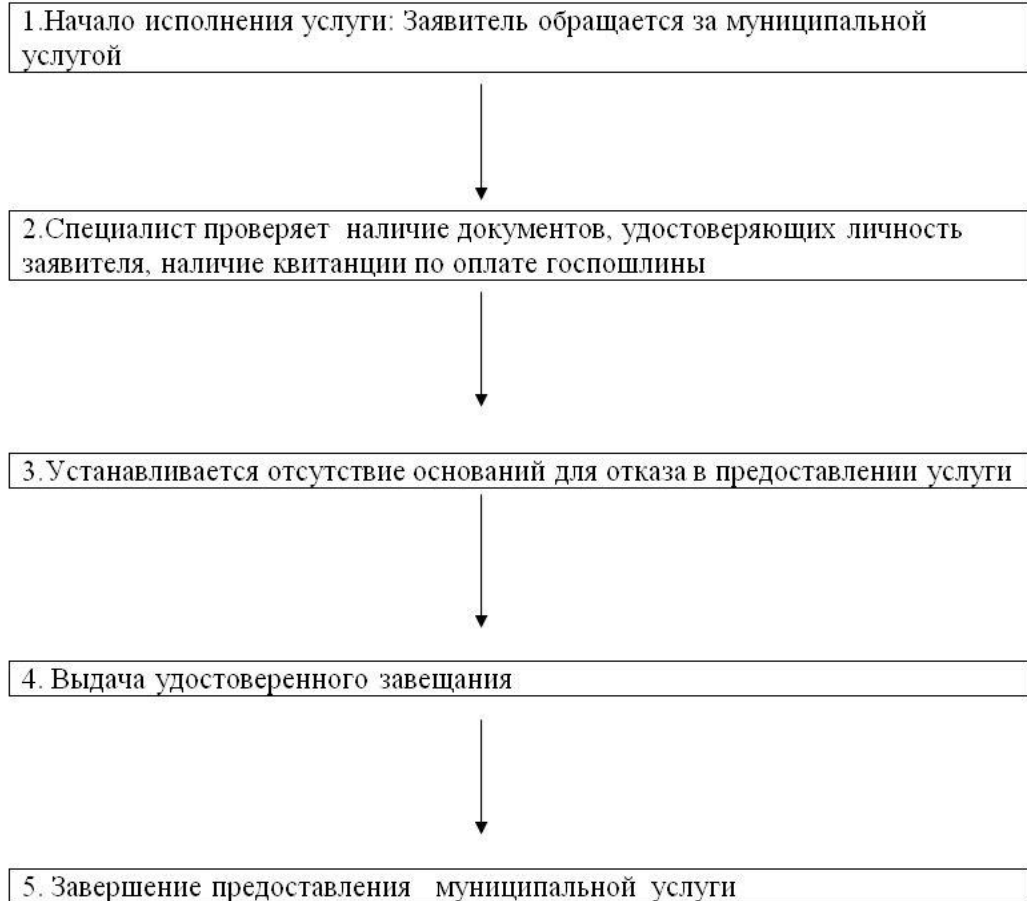 1.Начало исполнения услуги: Заявитель обращается за муниципальной
услугой
2.Специалист проверяет наличие документов, удостоверяющих личность
заявителя, наличие квитанции по оплате госпошлины
3.Устанавливается отсутствие оснований для отказа в предоставлении услуги
4. Выдача удостоверенного завещания
5. Завершение предоставления муниципальной услуги